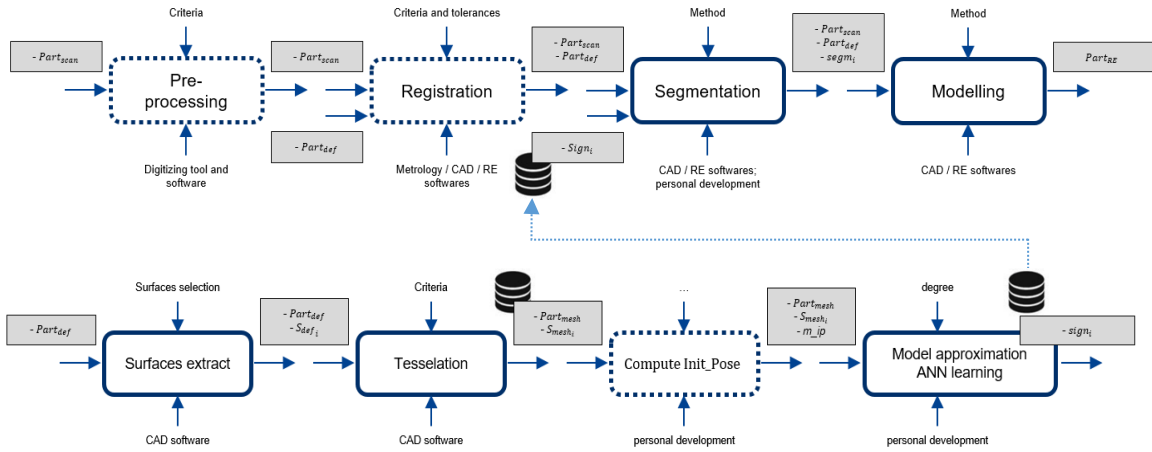 Criteria
Criteria and tolerances
Method
Method
- Part_scan
- Part_scan
- Part_scan
- Part_def
- Part_scan
- Part_def
- segm_i
Part_RE
Pre-
processing
Registration
Segmentation
Modelling
- Part_def
- Sign_i
Digitizing tool and
software
Metrology / CAD / RE
softwares
CAD / RE softwares;
personal development
CAD / RE softwares
Surfaces selection
Criteria
...
degree
- Part_def
- Part_def
- S_def_i
- Part_mesh
- S_mesh_i
- Part_mesh
- S_mesh_i
- m_ip
- sign_i
Surfaces extract
Tesselation
Compute Init_Pose
Model approximation
ANN learning
CAD software
CAD software
personal development
personal development